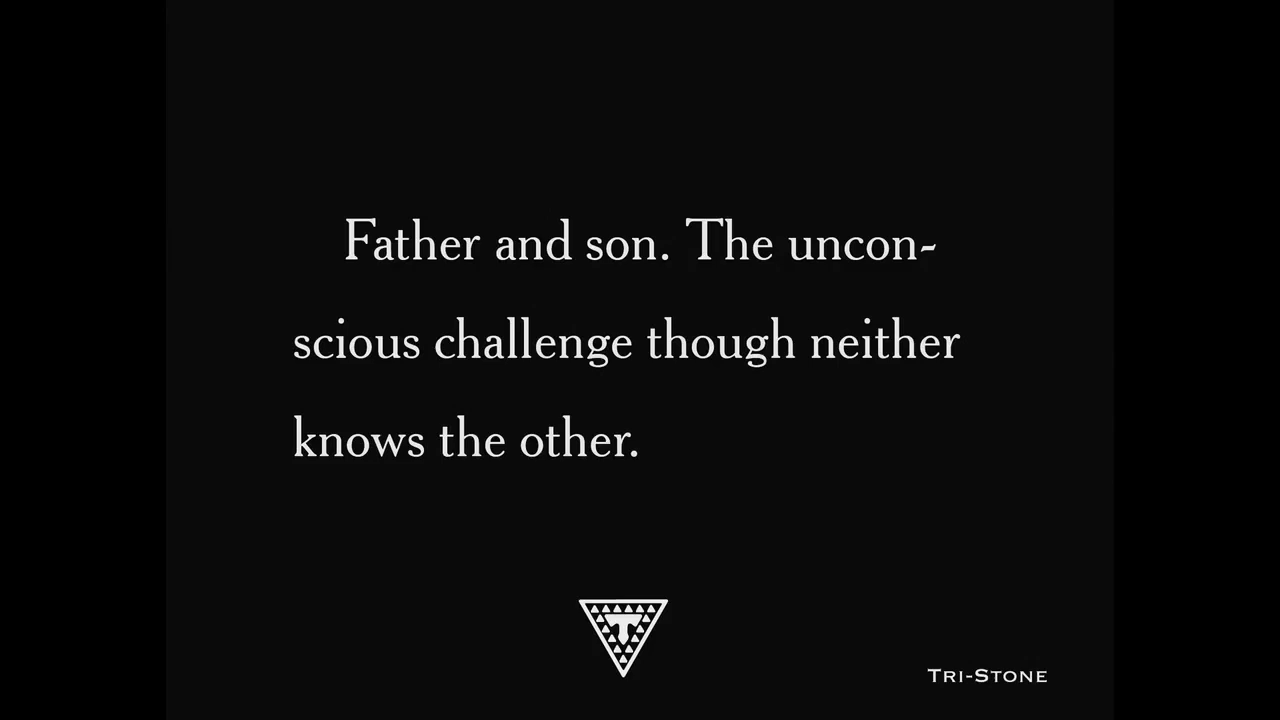 Father and son. The uncon-
scious challenge though neither
knows the other.
T
TRI-STONE